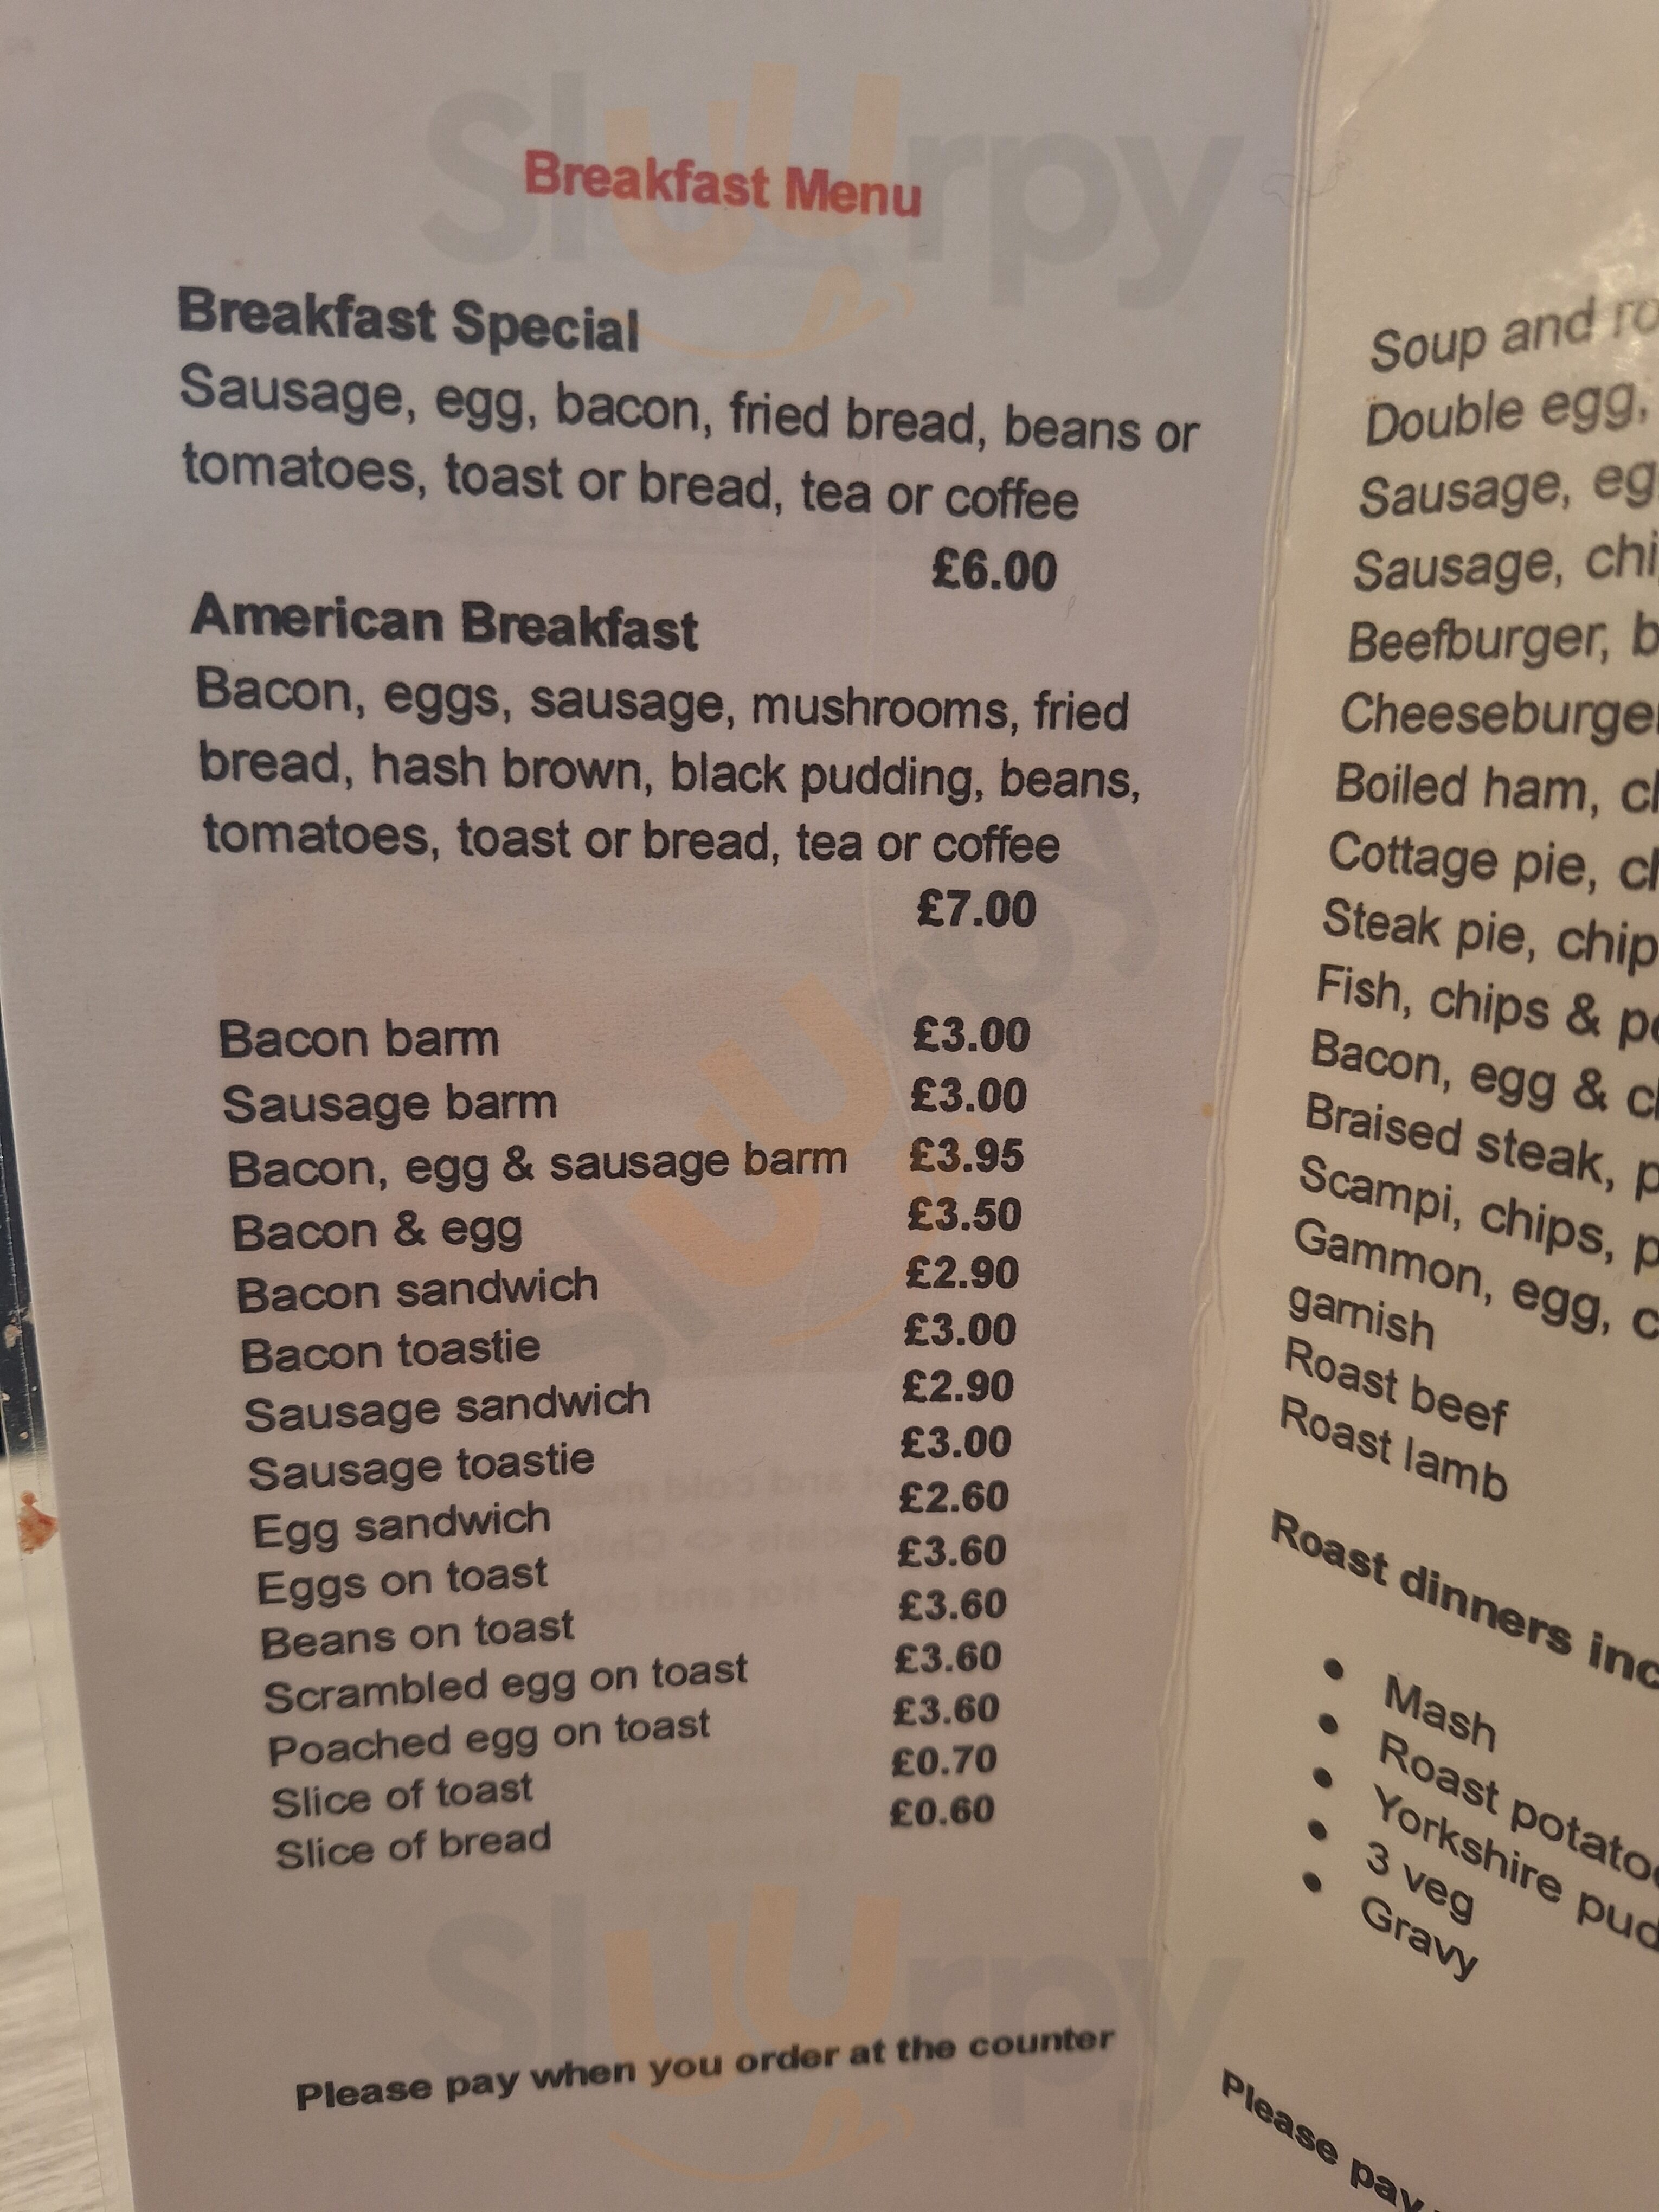 Breakfast Menu
Breakfast Special
Sausage, egg, bacon, fried bread, beans or
tomatoes, toast or bread, tea or coffee
£6.00
American Breakfast
Bacon, eggs, sausage, mushrooms, fried
bread, hash brown, black pudding, beans,
tomatoes, toast or bread, tea or coffee
£7.00
Bacon barm £3.00
Sausage barm £3.00
Bacon, egg & sausage barm £3.95
Bacon & egg £3.50
Bacon sandwich £2.90
Bacon toastie £3.00
Sausage sandwich £2.90
Sausage toastie £3.00
Egg sandwich £2.60
Eggs on toast £3.60
Beans on toast £3.60
Scrambled egg on toast £3.60
Poached egg on toast £3.60
Slice of toast £0.70
Slice of bread £0.60
Please pay when you order at the counter
Soup and
Double egg,
Sausage,
Sausage,
Beefburger,
Cheeseburger
Boiled ham,
Cottage pie,
Steak pie,
Fish, chips &
Bacon, egg &
Braised steak,
Scampi, chips,
Gammon, egg,
garnish
Roast beef
Roast lamb
Roast dinners
• Mash
• Roast
• Yorkshire
• 3 veg
• Gravy
Please pay
Sluurpy
Sluurpy
Sluurpy